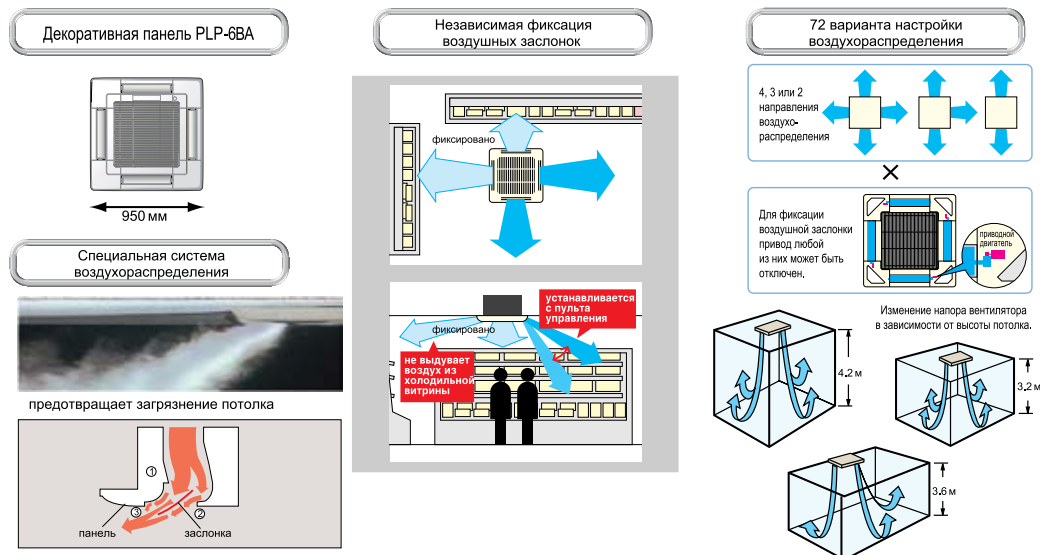 Декоративная панель PLP-6BA
950 мм
Специальная система
воздухораспределения
предотвращает загрязнение потолка
①
③
②
панель
заслонка
Независимая фиксация
воздушных заслонок
фиксировано
фиксировано
устанавливается
с пульта
управления
не выдувает
воздух из
холодильной
витрины
72 варианта настройки
воздухораспределения
4, 3 или 2
направления
воздухо-
распределения
×
Для фиксации
воздушной заслонки
привод любой
из них может быть
отключен.
приводной
двигатель
Изменение напора вентилятора
в зависимости от высоты потолка.
4.2 м
3.2 м
3.6 м